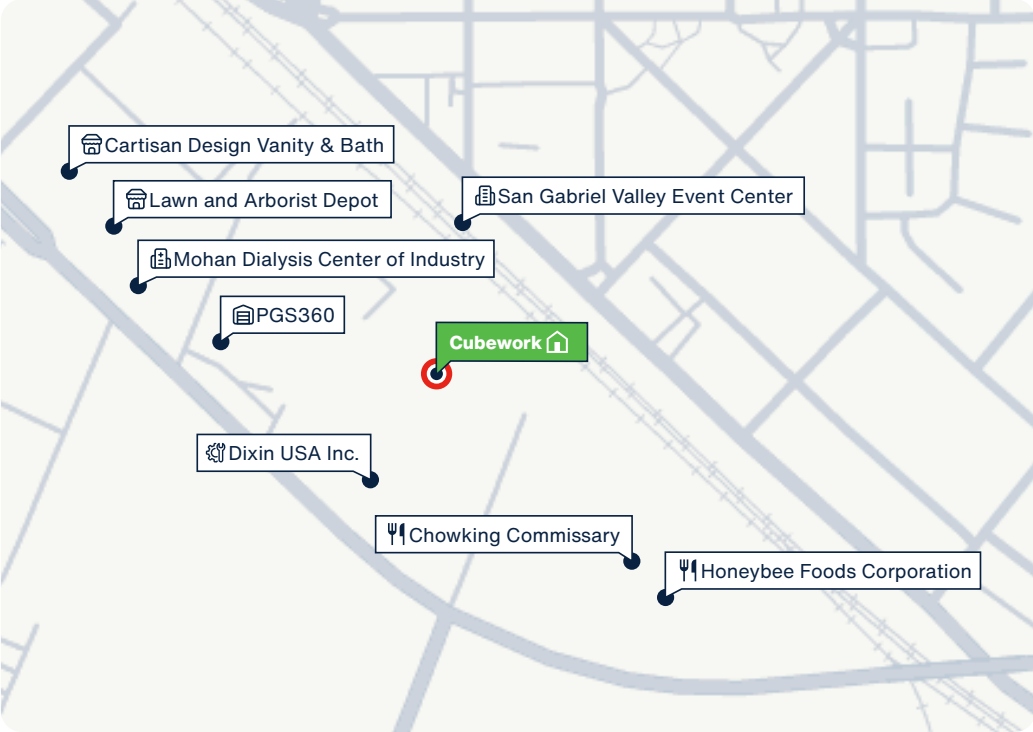 Cartisan Design Vanity & Bath
Lawn and Arborist Depot
San Gabriel Valley Event Center
Mohan Dialysis Center of Industry
PGS360
Cubework
Dixin USA Inc.
Chowking Commissary
Honeybee Foods Corporation